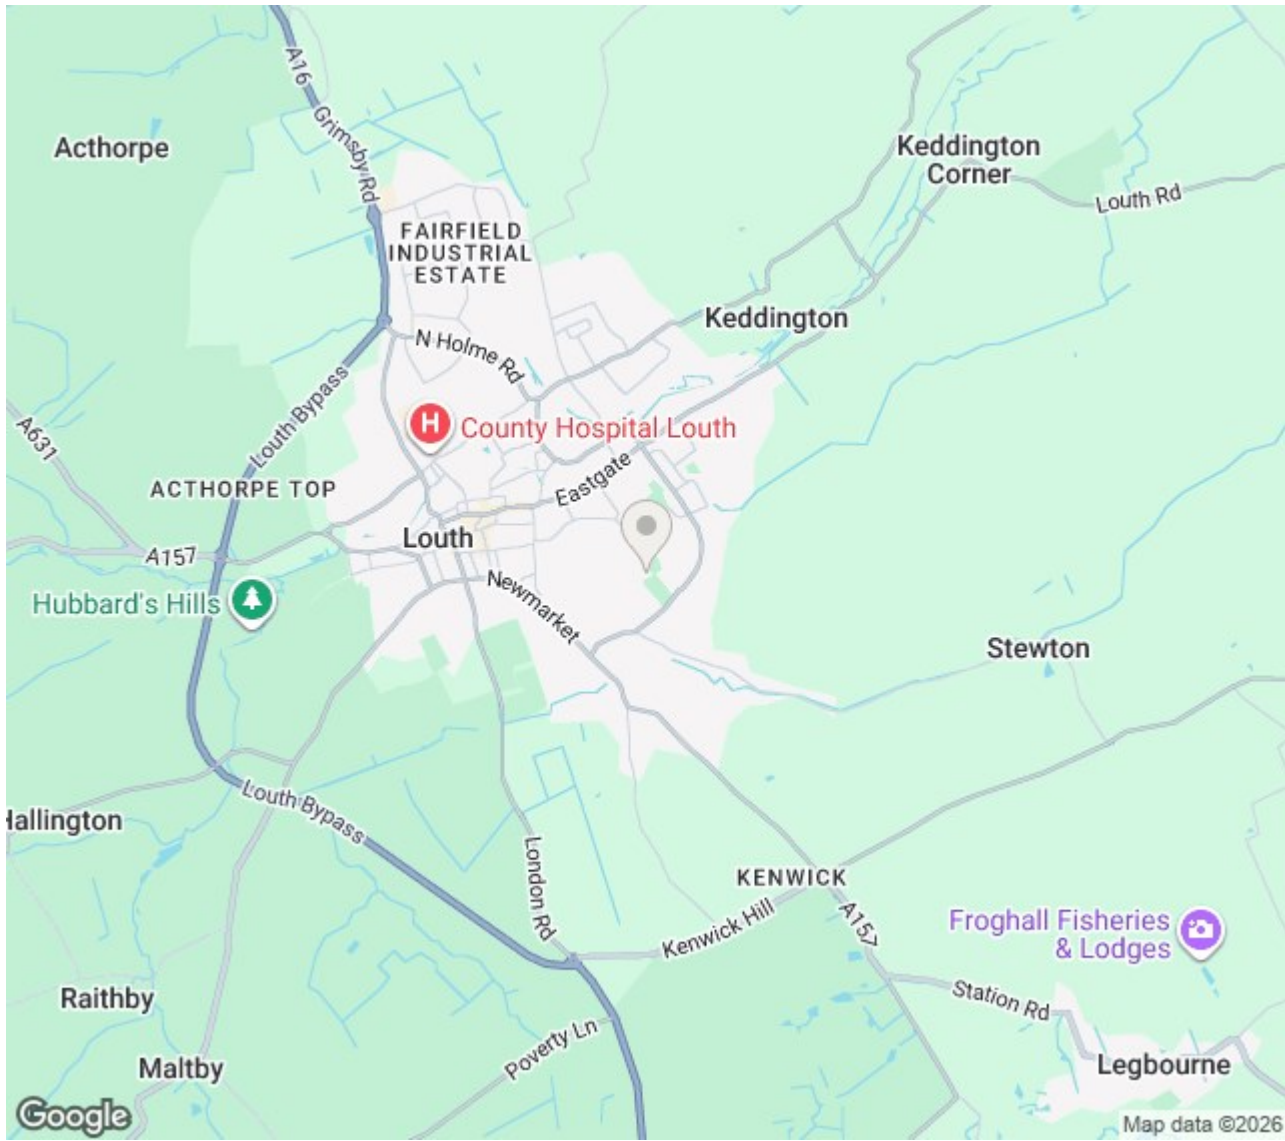 A16
Grimsby Rd
Acthorpe
Keddington
Corner
Louth Rd
FAIRFIELD
INDUSTRIAL
ESTATE
Keddington
N Holme Rd
Louth Bypass
A631
H
County Hospital Louth
Eastgate
ACTHORPE TOP
Louth
A157
Hubbard's Hills
Newmarket
Stewton
Louth Bypass
Hallington
London Rd
KENWICK
Kenwick Hill
A157
Froghall Fisheries
& Lodges
Raithby
Station Rd
Poverty Ln
Maltby
Legbourne
Google
Map data ©2026